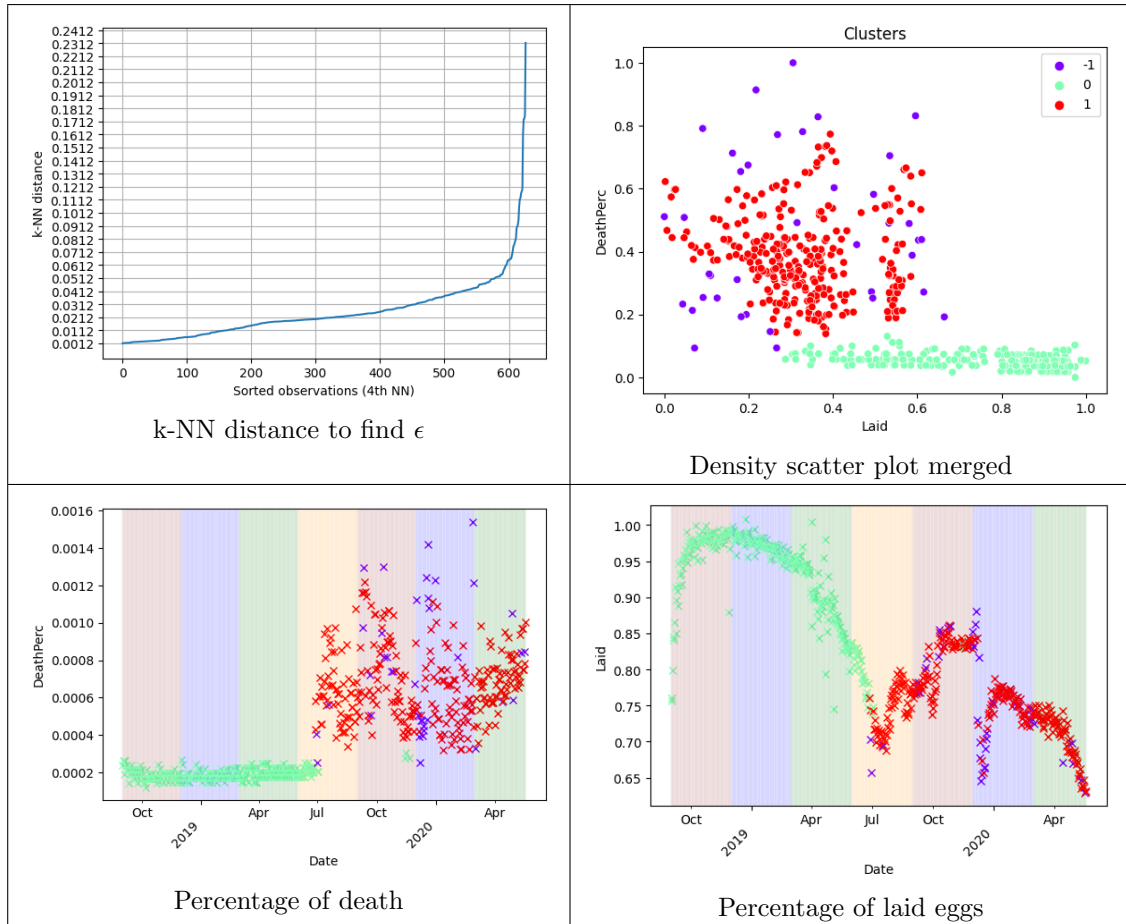 0.2412
0.2312
0.2212
0.2112
0.2012
0.1912
0.1812
0.1712
0.1612
0.1512
0.1412
0.1312
0.1212
0.1112
0.1012
0.0912
0.0812
0.0712
0.0612
0.0512
0.0412
0.0312
0.0212
0.0112
0.0012
k-NN distance
0 100 200 300 400 500 600
Sorted observations (4th NN)
k-NN distance to find ϵ
Clusters
-1
0
1
1.0
0.8
0.6
0.4
0.2
0.0
DeathPerc
0.0 0.2 0.4 0.6 0.8 1.0
Laid
Density scatter plot merged
0.0016
0.0014
0.0012
0.0010
0.0008
0.0006
0.0004
0.0002
DeathPerc
Oct 2019 Apr Jul Oct 2020 Apr
Date
Percentage of death
1.00
0.95
0.90
0.85
0.80
0.75
0.70
0.65
Laid
Oct 2019 Apr Jul Oct 2020 Apr
Date
Percentage of laid eggs